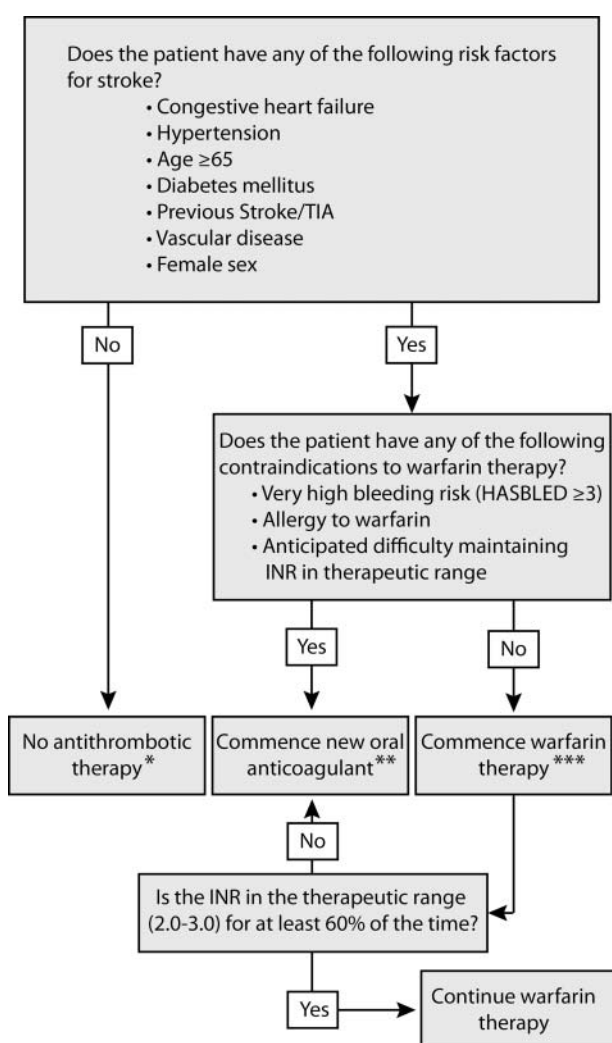 Does the patient have any of the following risk factors
for stroke?
• Congestive heart failure
• Hypertension
• Age ≥65
• Diabetes mellitus
• Previous Stroke/TIA
• Vascular disease
• Female sex
No
Yes
Does the patient have any of the following
contraindications to warfarin therapy?
• Very high bleeding risk (HASBLED ≥3)
• Allergy to warfarin
• Anticipated difficulty maintaining
INR in therapeutic range
Yes
No
No antithrombotic
therapy*
Commence new oral
anticoagulant**
Commence warfarin
therapy***
No
Is the INR in the therapeutic range
(2.0-3.0) for at least 60% of the time?
Yes
Continue warfarin
therapy